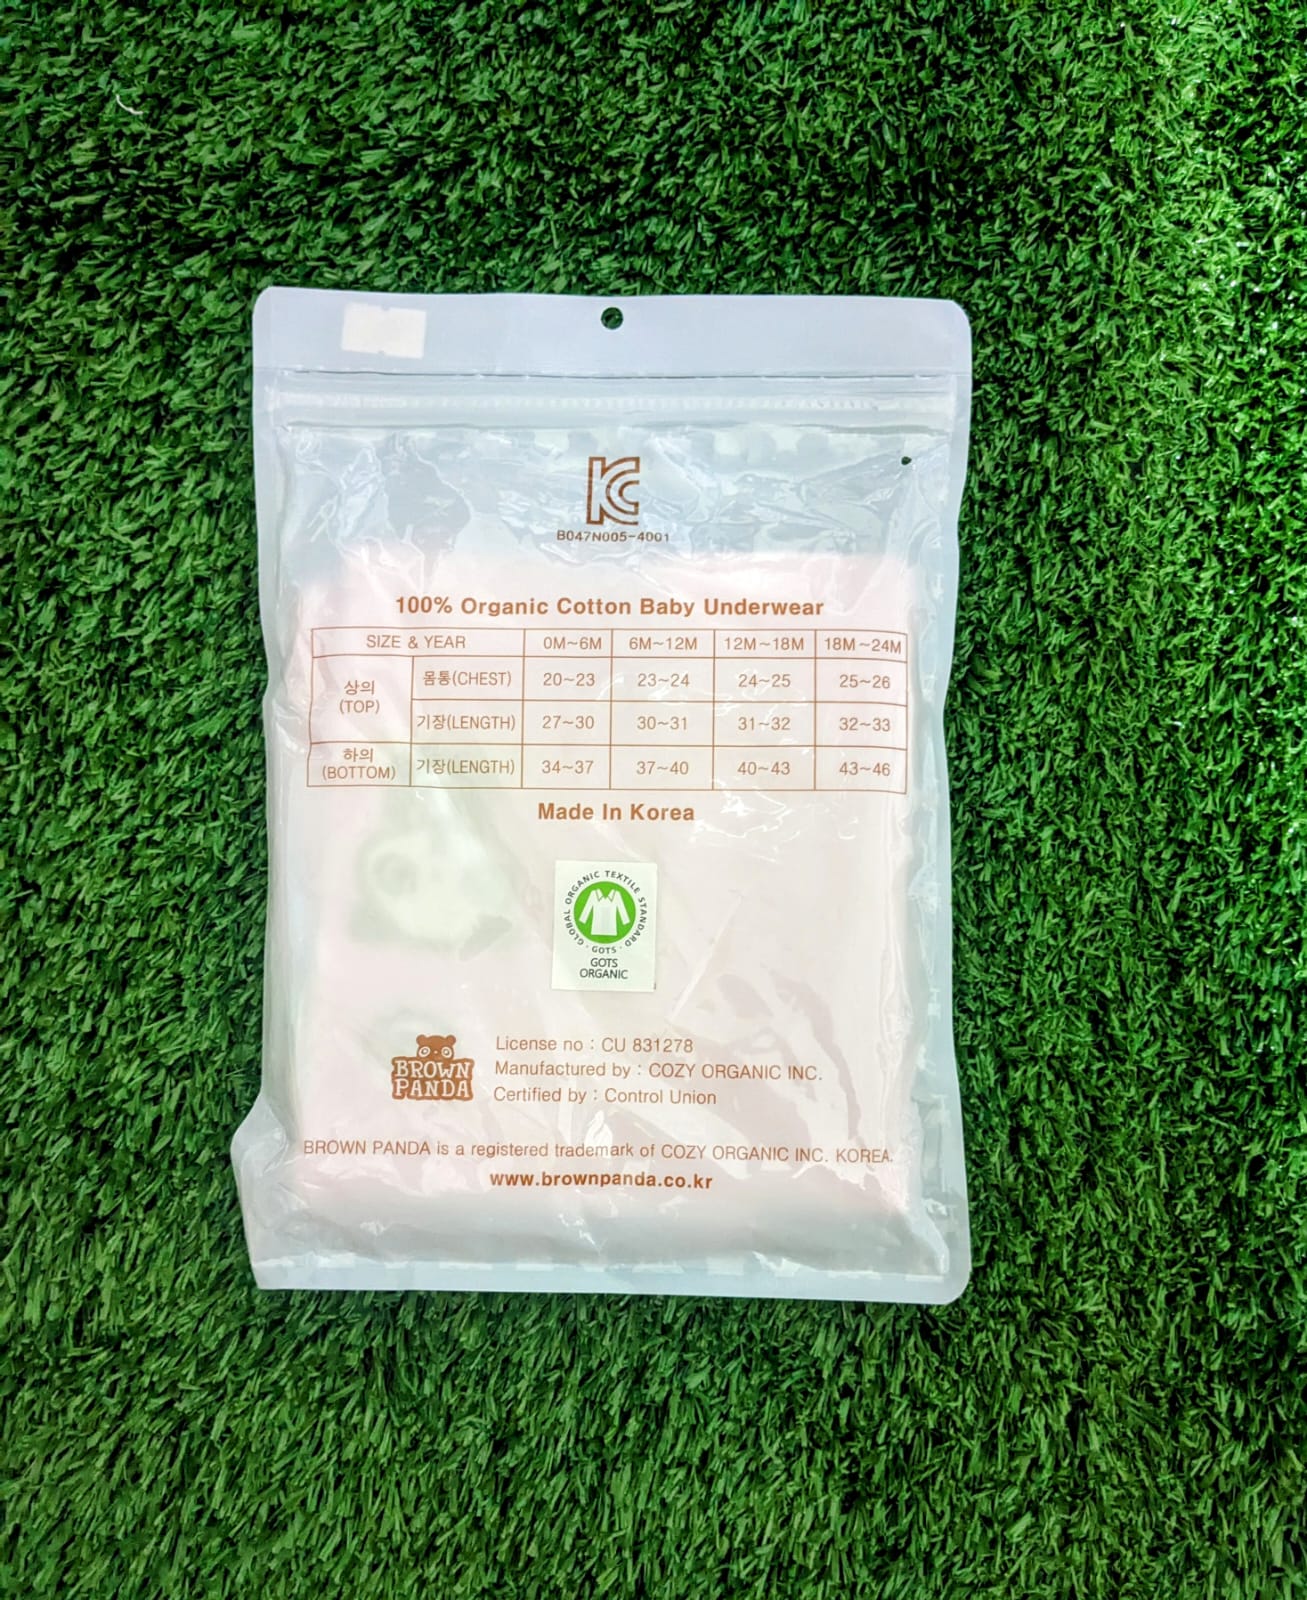 KC
B047N005-4001
100% Organic Cotton Baby Underwear
SIZE & YEAR 0M~6M 6M~12M 12M~18M 18M~24M
상의 (TOP) 몸통(CHEST) 20~23 23~24 24~25 25~26
기장(LENGTH) 27~30 30~31 31~32 32~33
하의 (BOTTOM) 기장(LENGTH) 34~37 37~40 40~43 43~46
Made In Korea
GLOBAL ORGANIC TEXTILE STANDARD · GOTS ·
GOTS
ORGANIC
BROWN
PANDA
License no : CU 831278
Manufactured by : COZY ORGANIC INC.
Certified by : Control Union
BROWN PANDA is a registered trademark of COZY ORGANIC INC. KOREA.
www.brownpanda.co.kr